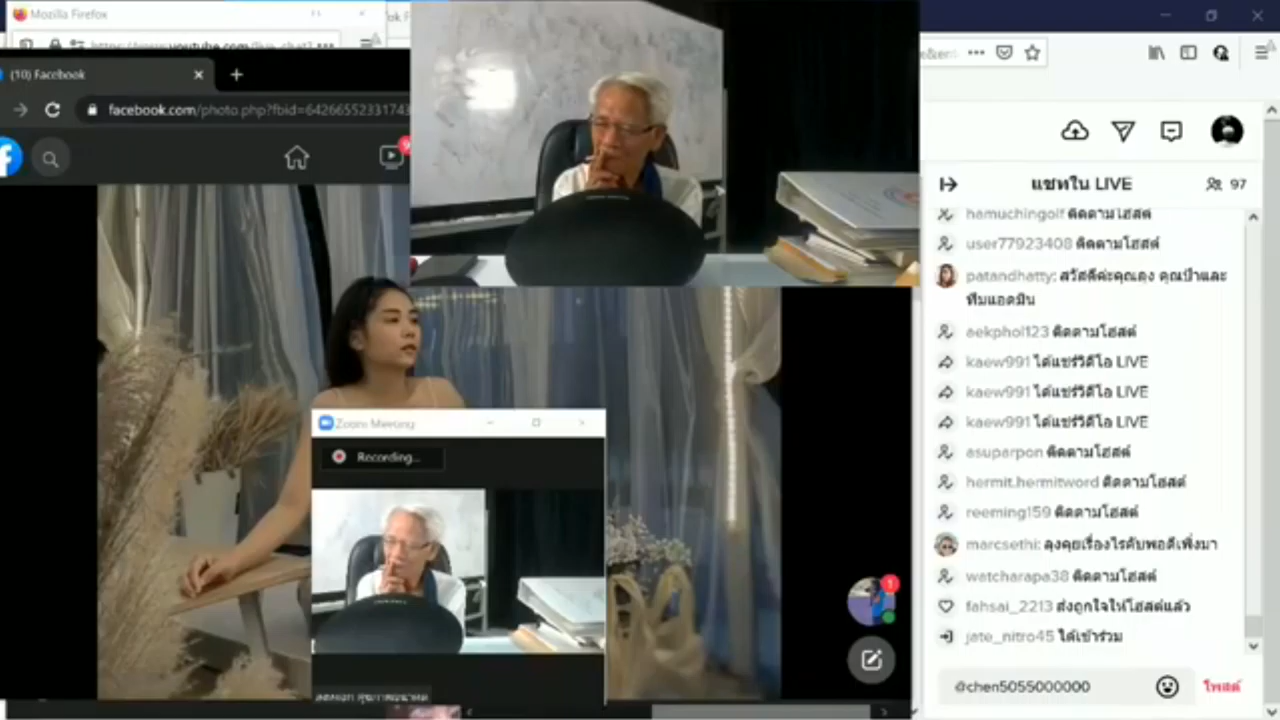 Mozilla Firefox
https://www.youtube.com/live_chat?
(10) Facebook
facebook.com/photo.php?fbid=64266552331743
Zoom Meeting
Recording...
แชทใน LIVE
97
hamuchingolf ติดตามโฮสต์
user77923408 ติดตามโฮสต์
patandhatty: สวัสดีค่ะคุณลุง คุณป้าและ
ทีมแอดมิน
aekphol123 ติดตามโฮสต์
kaew991 ได้แชร์วิดีโอ LIVE
kaew991 ได้แชร์วิดีโอ LIVE
kaew991 ได้แชร์วิดีโอ LIVE
asuparpon ติดตามโฮสต์
hermit.hermitword ติดตามโฮสต์
reeming159 ติดตามโฮสต์
marcsethi: ลุงคุยเรื่องไรคับพอดีเพิ่งมา
watcharapa38 ติดตามโฮสต์
fahsai_2213 ส่งถูกใจให้โฮสต์แล้ว
jate_nitro45 ได้เข้าร่วม
@chen5055000000
โพสต์
1